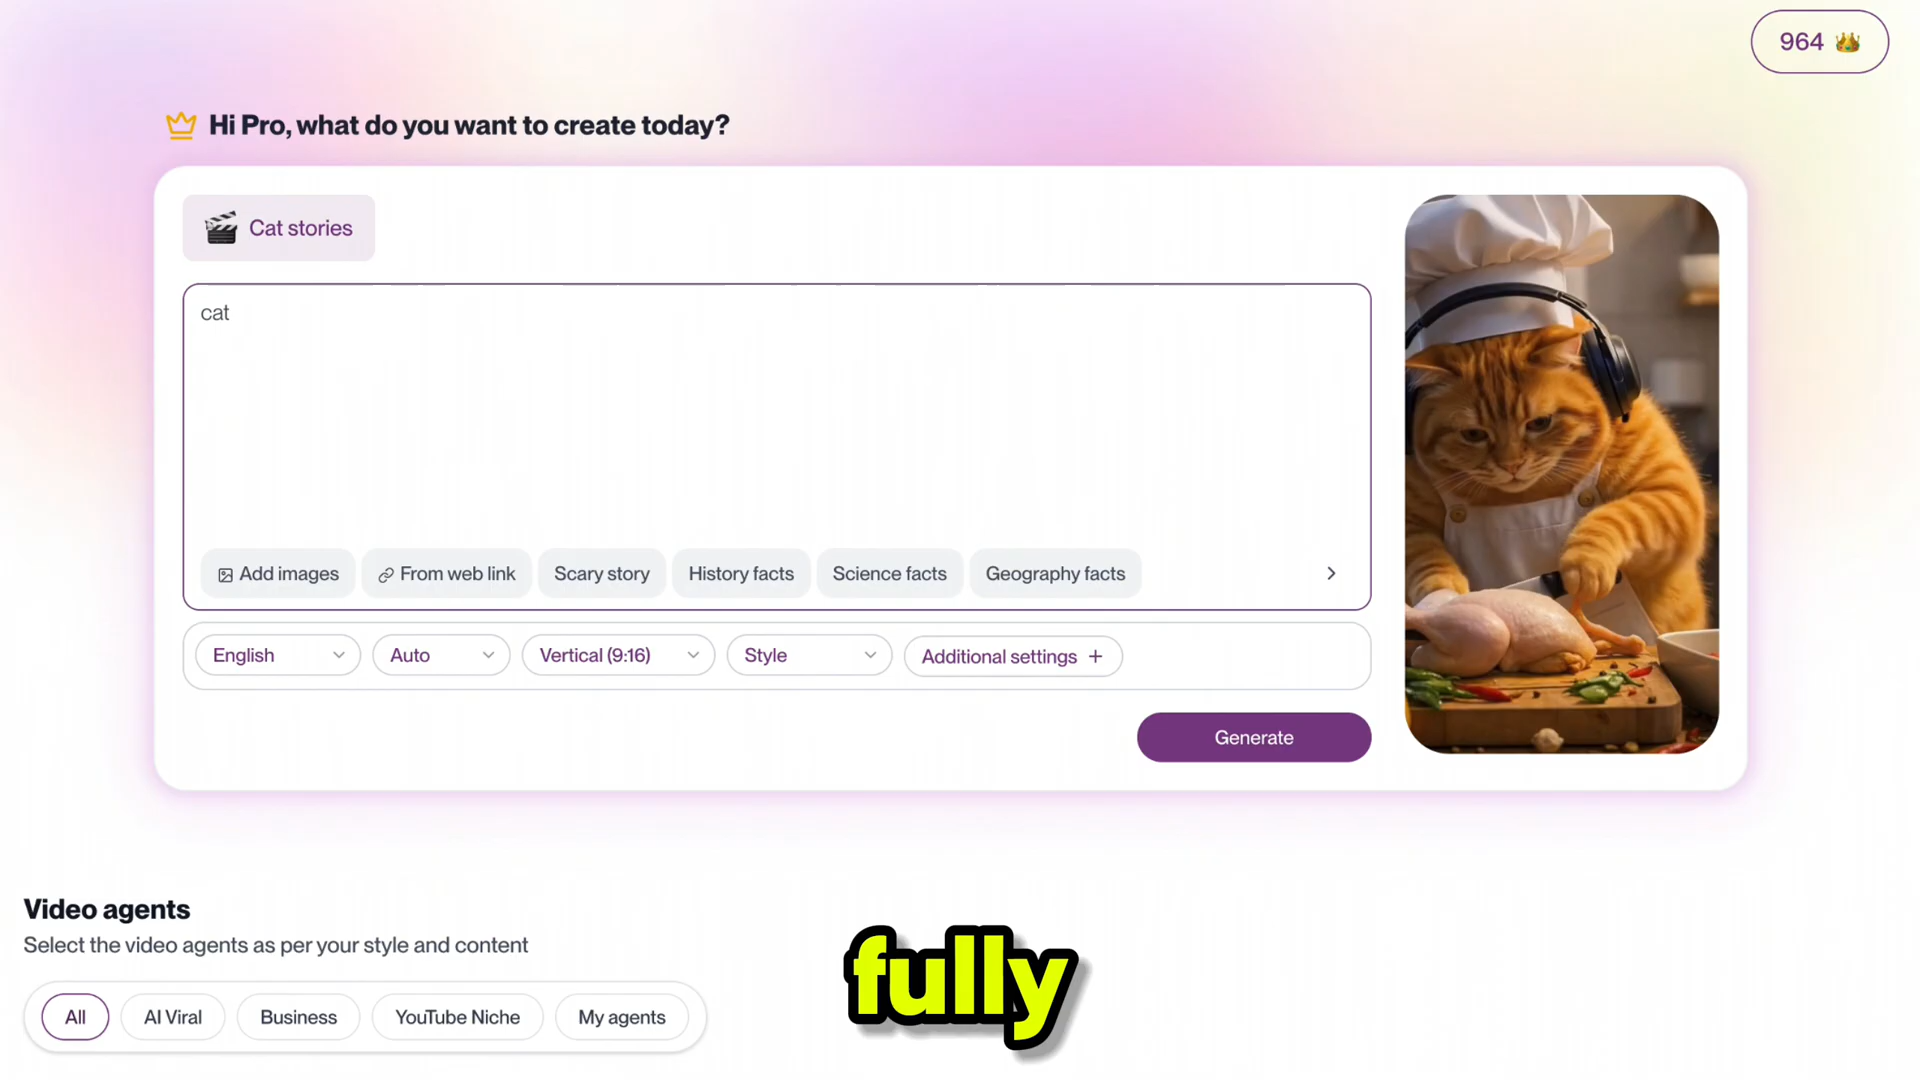 964
Hi Pro, what do you want to create today?
Cat stories
cat
Add images
From web link
Scary story
History facts
Science facts
Geography facts
English
Auto
Vertical (9:16)
Style
Additional settings +
Generate
Video agents
Select the video agents as per your style and content
All
AI Viral
Business
YouTube Niche
My agents
fully